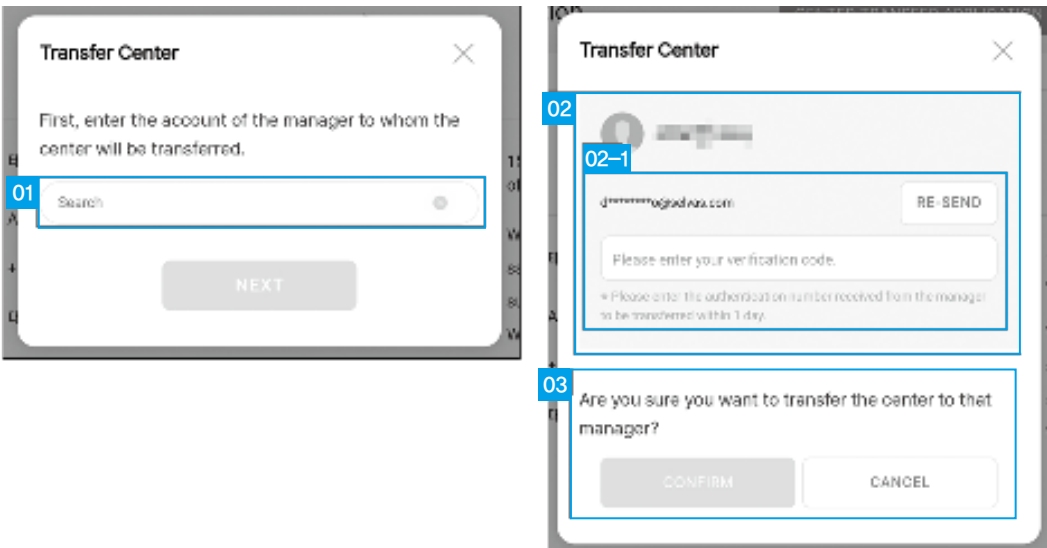 Transfer Center
First, enter the account of the manager to whom the
center will be transferred.
01
Search
NEXT
CENTER TRANSFER APPLICATION
Transfer Center
02
02–1
RE-SEND
Please enter your verification code.
* Please enter the authentication number received from the manager
to be transferred within 1 day.
03
Are you sure you want to transfer the center to that
manager?
CONFIRM
CANCEL